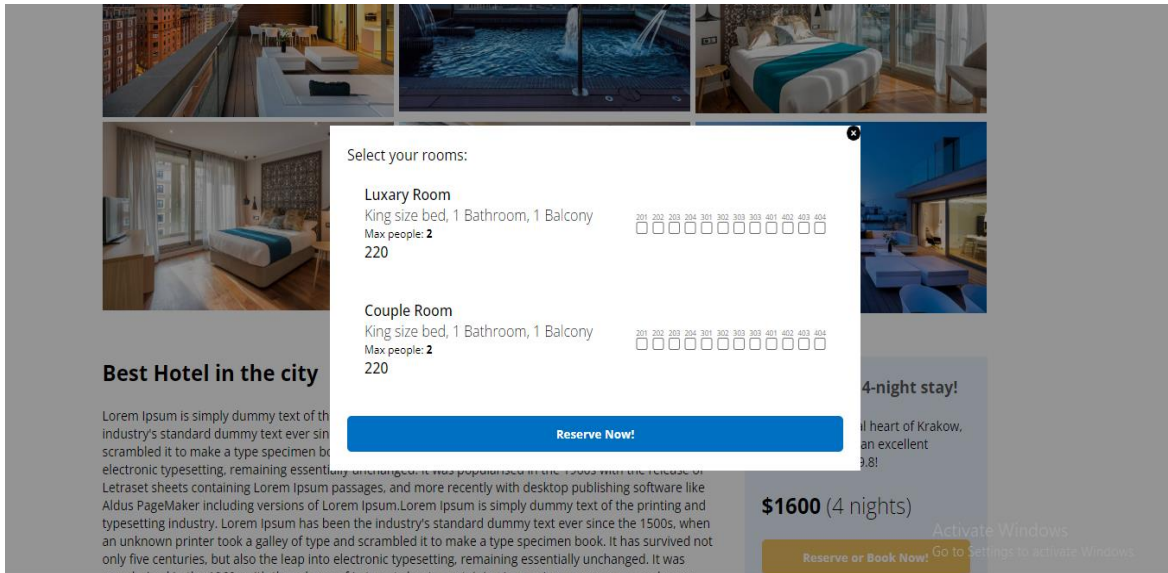 Select your rooms:
Luxary Room
King size bed, 1 Bathroom, 1 Balcony
Max people: 2
220
201 202 203 204 301 302 303 303 401 402 403 404
Couple Room
King size bed, 1 Bathroom, 1 Balcony
Max people: 2
220
201 202 203 204 301 302 303 303 401 402 403 404
Reserve Now!
Best Hotel in the city
Lorem Ipsum is simply dummy text of th
industry's standard dummy text ever sin
scrambled it to make a type specimen bo
electronic typesetting, remaining essentially unchanged. It was popularised in the 1960s with the release of
Letraset sheets containing Lorem Ipsum passages, and more recently with desktop publishing software like
Aldus PageMaker including versions of Lorem Ipsum.Lorem Ipsum is simply dummy text of the printing and
typesetting industry. Lorem Ipsum has been the industry's standard dummy text ever since the 1500s, when
an unknown printer took a galley of type and scrambled it to make a type specimen book. It has survived not
only five centuries, but also the leap into electronic typesetting, remaining essentially unchanged. It was
4-night stay!
l heart of Krakow,
an excellent
9.8!
$1600 (4 nights)
Reserve or Book Now!
Activate Windows
Go to Settings to activate Windows.